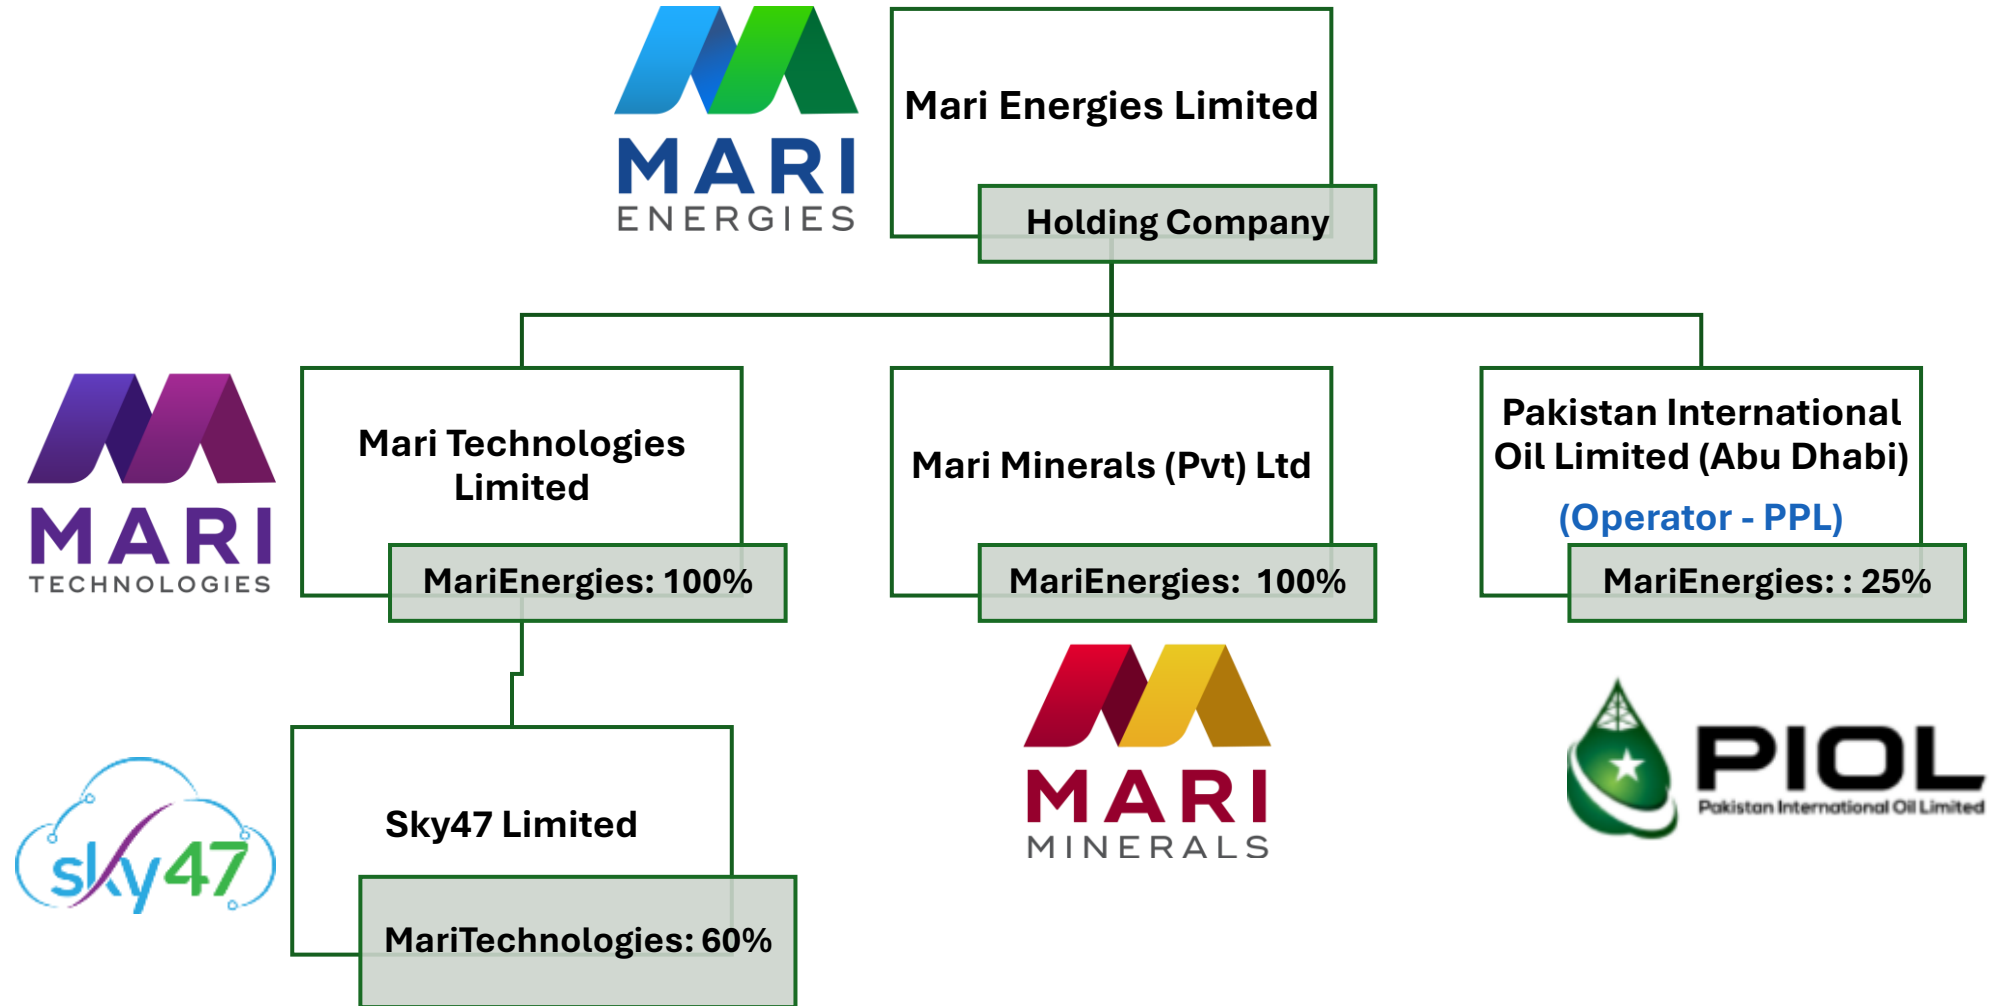 MARI
ENERGIES
Mari Energies Limited
Holding Company
MARI
TECHNOLOGIES
Mari Technologies
Limited
MariEnergies: 100%
Mari Minerals (Pvt) Ltd
MariEnergies:  100%
Pakistan International
Oil Limited (Abu Dhabi)
(Operator - PPL)
MariEnergies: : 25%
sky47
Sky47 Limited
MariTechnologies: 60%
MARI
MINERALS
PIOL
Pakistan International Oil Limited